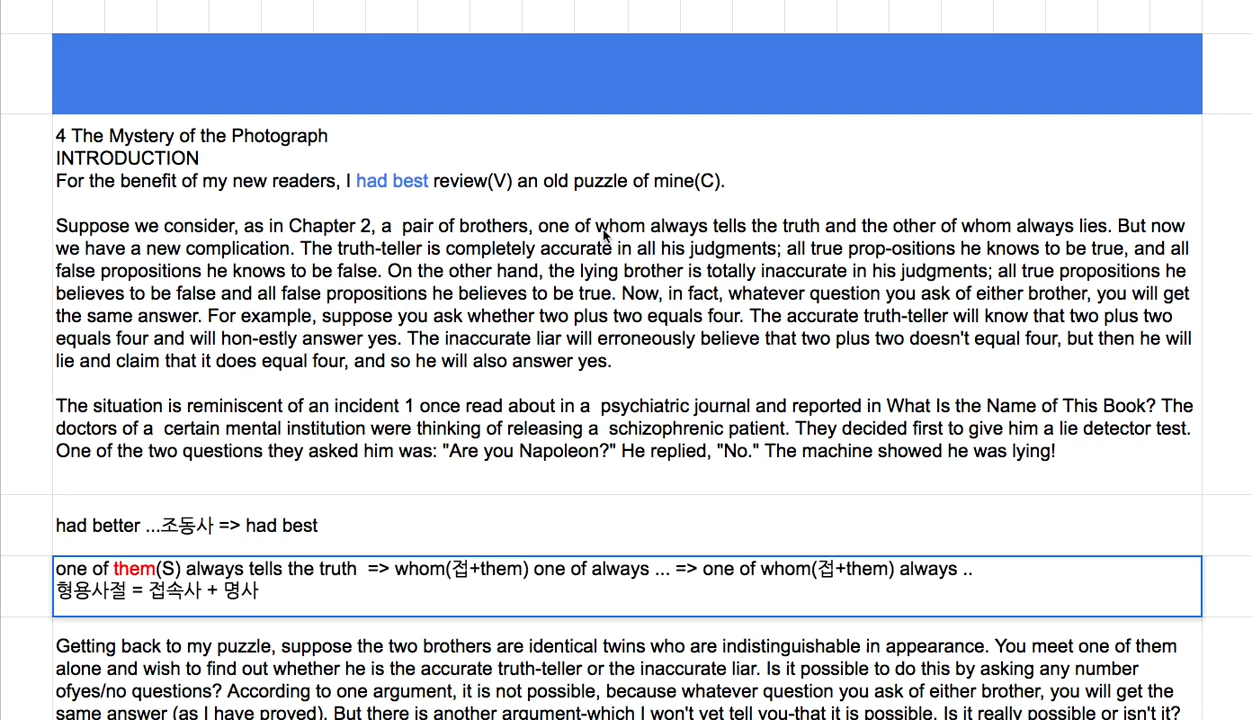 4 The Mystery of the Photograph
INTRODUCTION
For the benefit of my new readers, I had best review(V) an old puzzle of mine(C).
Suppose we consider, as in Chapter 2, a  pair of brothers, one of whom always tells the truth and the other of whom always lies. But now
we have a new complication. The truth-teller is completely accurate in all his judgments; all true prop-ositions he knows to be true, and all
false propositions he knows to be false. On the other hand, the lying brother is totally inaccurate in his judgments; all true propositions he
believes to be false and all false propositions he believes to be true. Now, in fact, whatever question you ask of either brother, you will get
the same answer. For example, suppose you ask whether two plus two equals four. The accurate truth-teller will know that two plus two
equals four and will hon-estly answer yes. The inaccurate liar will erroneously believe that two plus two doesn't equal four, but then he will
lie and claim that it does equal four, and so he will also answer yes.
The situation is reminiscent of an incident 1 once read about in a  psychiatric journal and reported in What Is the Name of This Book? The
doctors of a  certain mental institution were thinking of releasing a  schizophrenic patient. They decided first to give him a lie detector test.
One of the two questions they asked him was: "Are you Napoleon?" He replied, "No." The machine showed he was lying!
had better ...조동사 => had best
one of them(S) always tells the truth  => whom(접+them) one of always ... => one of whom(접+them) always ..
형용사절 = 접속사 + 명사
Getting back to my puzzle, suppose the two brothers are identical twins who are indistinguishable in appearance. You meet one of them
alone and wish to find out whether he is the accurate truth-teller or the inaccurate liar. Is it possible to do this by asking any number
ofyes/no questions? According to one argument, it is not possible, because whatever question you ask of either brother, you will get the
same answer (as I have proved). But there is another argument-which I won't yet tell you-that it is possible. Is it really possible or isn't it?